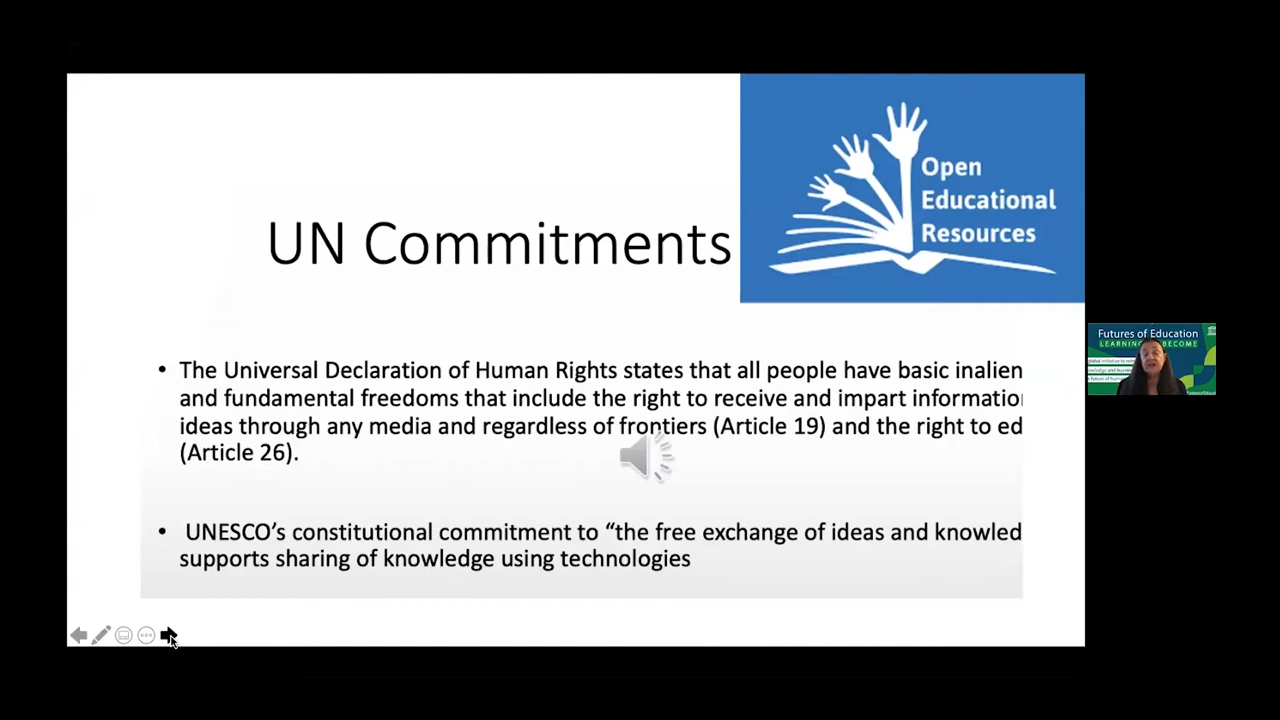 Open
Educational
Resources
UN Commitments
• The Universal Declaration of Human Rights states that all people have basic inalien
and fundamental freedoms that include the right to receive and impart informatio
ideas through any media and regardless of frontiers (Article 19) and the right to ed
(Article 26).
• UNESCO’s constitutional commitment to “the free exchange of ideas and knowled
supports sharing of knowledge using technologies
Futures of Education
LEARNING BECOME